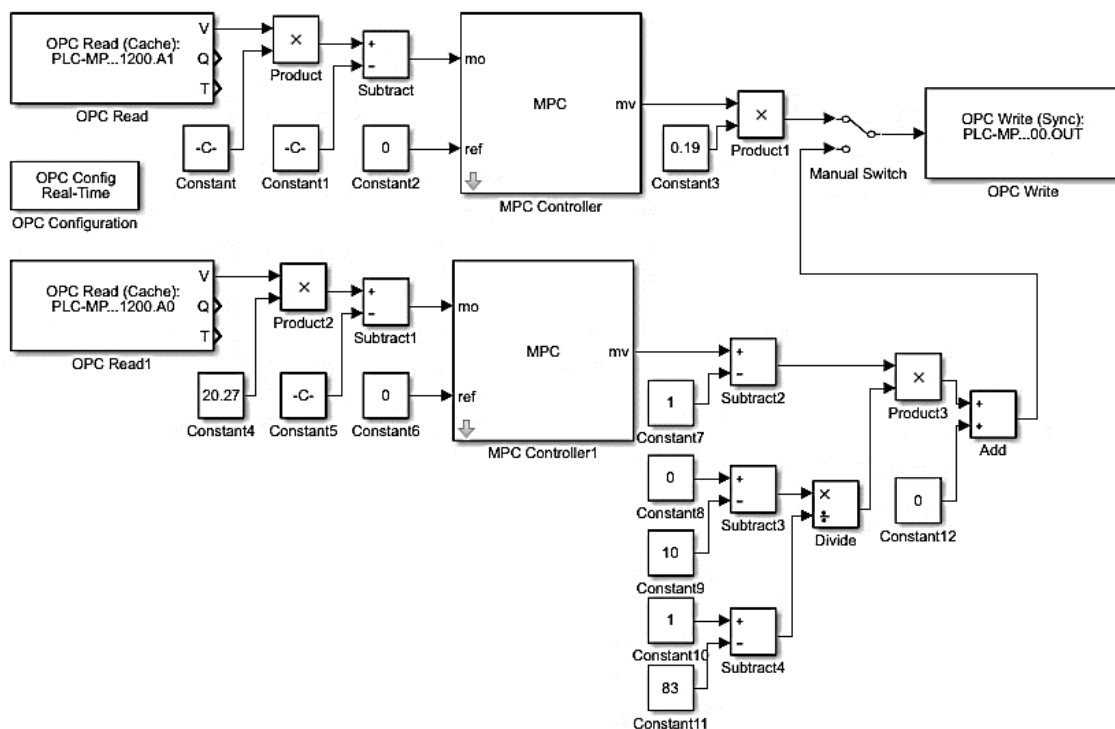 OPC Read (Cache):
PLC-MP...1200.A1
V
Q
T
OPC Read
×
Product
+
−
Subtract
-C-
Constant
-C-
Constant1
0
Constant2
mo
ref
MPC
mv
MPC Controller
0.19
Constant3
×
Product1
Manual Switch
OPC Write (Sync):
PLC-MP...00.OUT
OPC Write
OPC Config
Real-Time
OPC Configuration
OPC Read (Cache):
PLC-MP...1200.A0
V
Q
T
OPC Read1
×
Product2
+
−
Subtract1
20.27
Constant4
-C-
Constant5
0
Constant6
mo
ref
MPC
mv
MPC Controller1
+
−
Subtract2
1
Constant7
×
Product3
+
+
Add
0
Constant8
+
−
Subtract3
×
÷
Divide
0
Constant12
10
Constant9
1
Constant10
+
−
Subtract4
83
Constant11